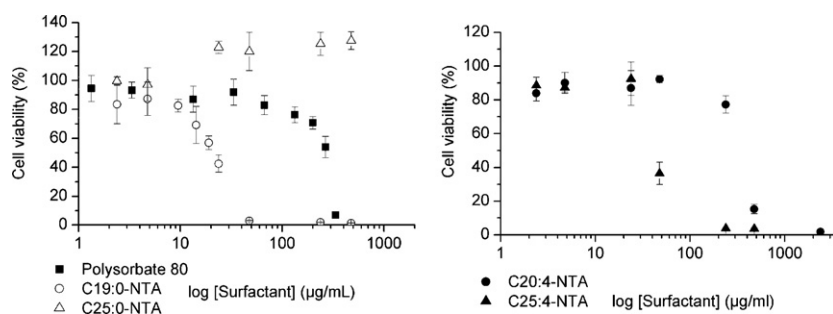 140
120
100
80
60
40
20
0
Cell viability (%)
1 10 100 1000
■ Polysorbate 80
○ C19:0-NTA
△ C25:0-NTA
log [Surfactant] (µg/mL)
120
100
80
60
40
20
0
Cell viability (%)
1 10 100 1000
● C20:4-NTA
▲ C25:4-NTA
log [Surfactant] (µg/ml)